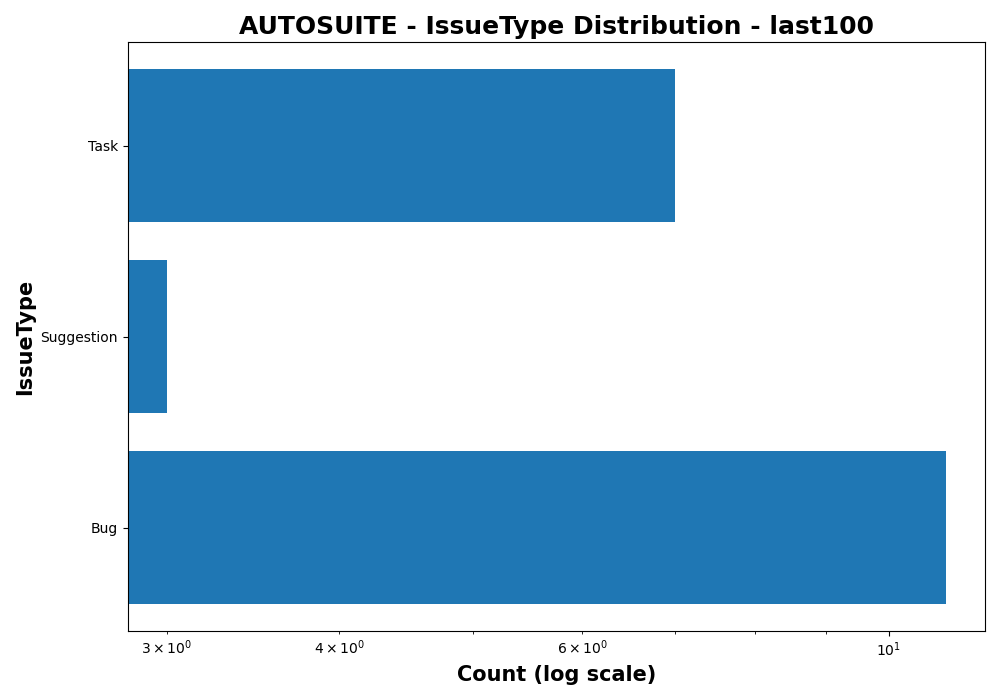 AUTOSUITE - IssueType Distribution - last100
IssueType
Task
Suggestion
Bug
3 × 10⁰
4 × 10⁰
6 × 10⁰
10¹
Count (log scale)